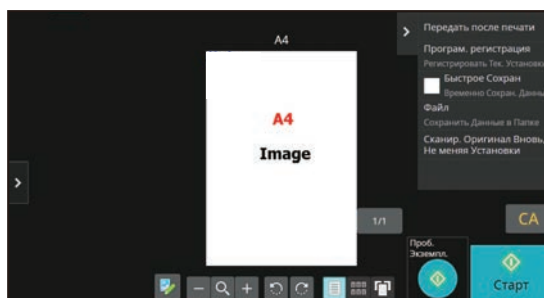 A4
A4
Image
1/1
Передать после печати
Програм. регистрация
Регистрировать Тек. Установки
Быстрое Сохран
Временно Сохран. Данны
Файл
Сохранить Данные в Папке
Сканир. Оригинал Вновь,
Не меняя Установки
CA
Проб.
Экземпл.
Старт